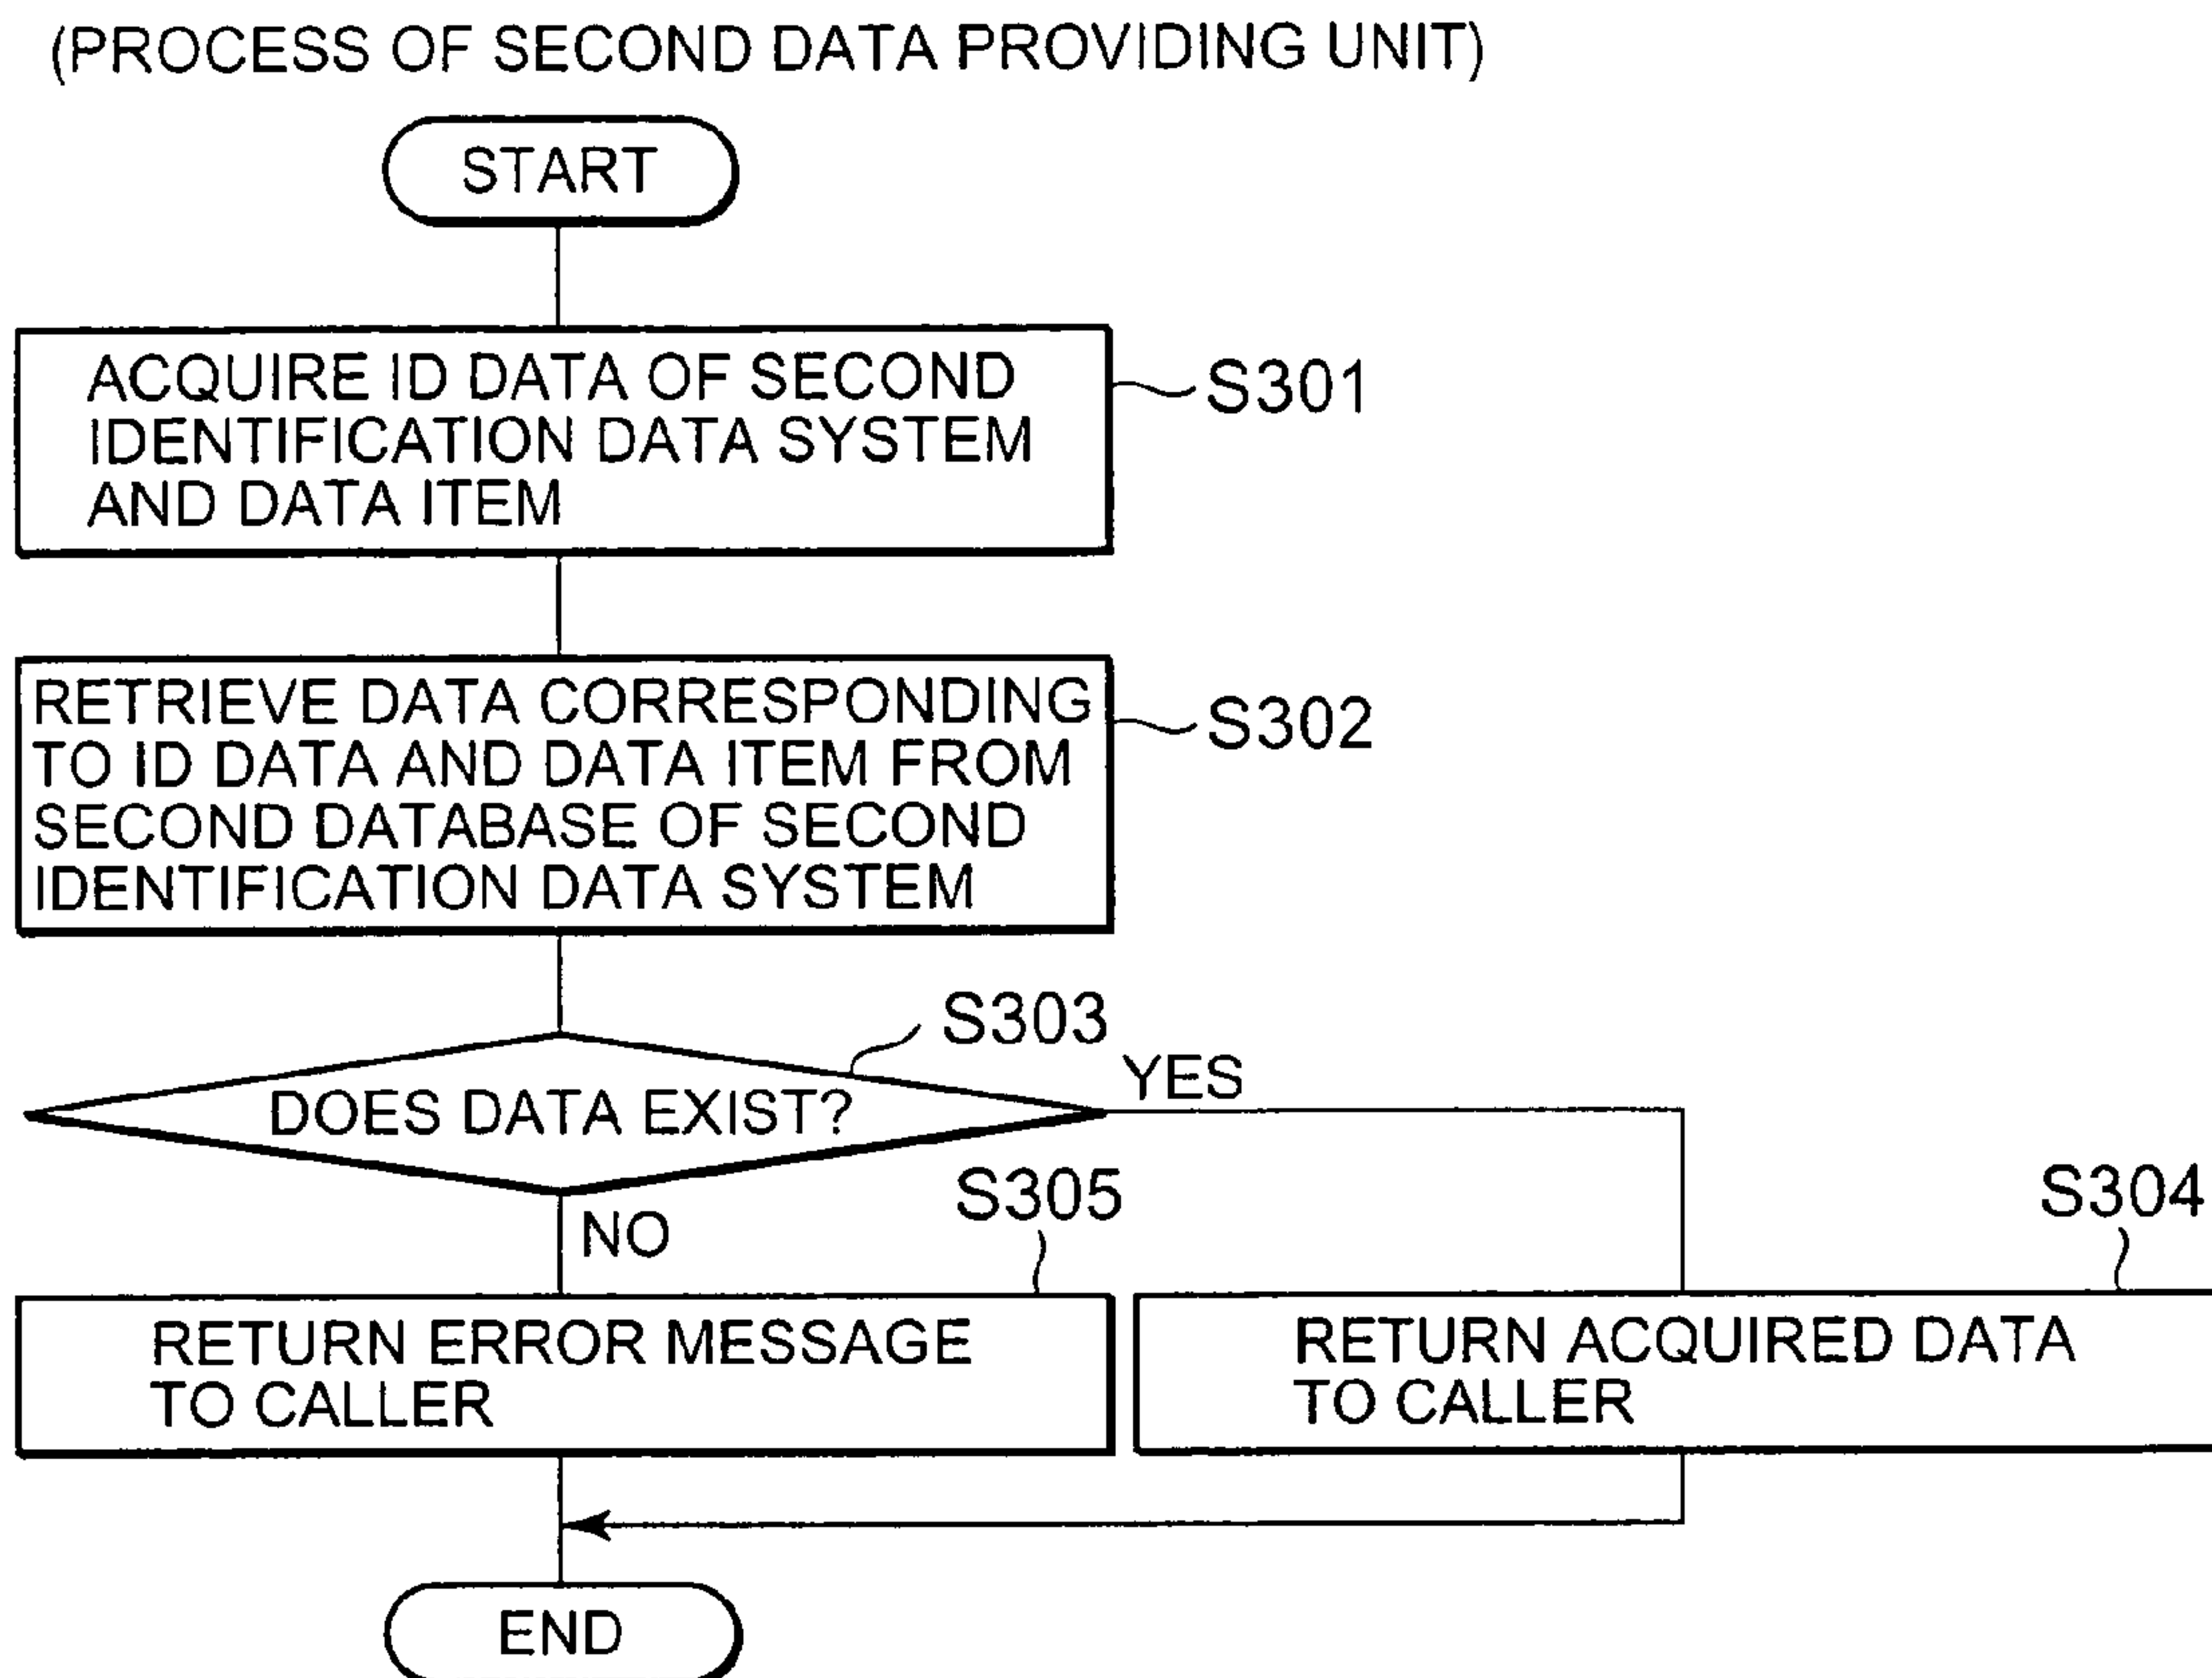 (PROCESS OF SECOND DATA PROVIDING UNIT)
START
ACQUIRE ID DATA OF SECOND
IDENTIFICATION DATA SYSTEM
AND DATA ITEM
S301
RETRIEVE DATA CORRESPONDING
TO ID DATA AND DATA ITEM FROM
SECOND DATABASE OF SECOND
IDENTIFICATION DATA SYSTEM
S302
S303
DOES DATA EXIST?
YES
NO
S305
S304
RETURN ERROR MESSAGE
TO CALLER
RETURN ACQUIRED DATA
TO CALLER
END